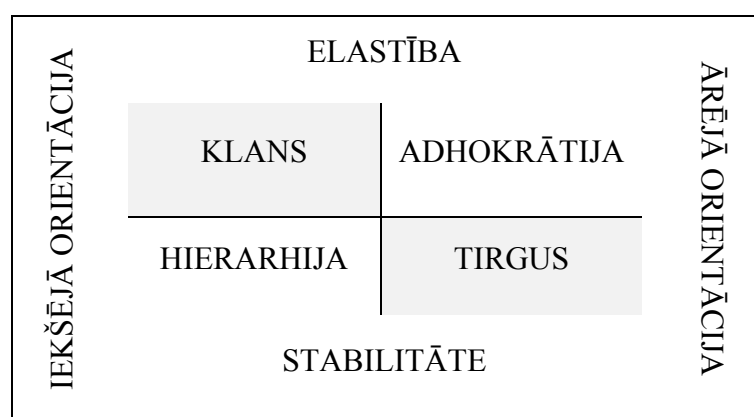 ELASTĪBA
IEKŠĒJĀ ORIENTĀCIJA
ĀRĒJĀ ORIENTĀCIJA
KLANS
ADHOKRĀTIJA
HIERARHIJA
TIRGUS
STABILITĀTE